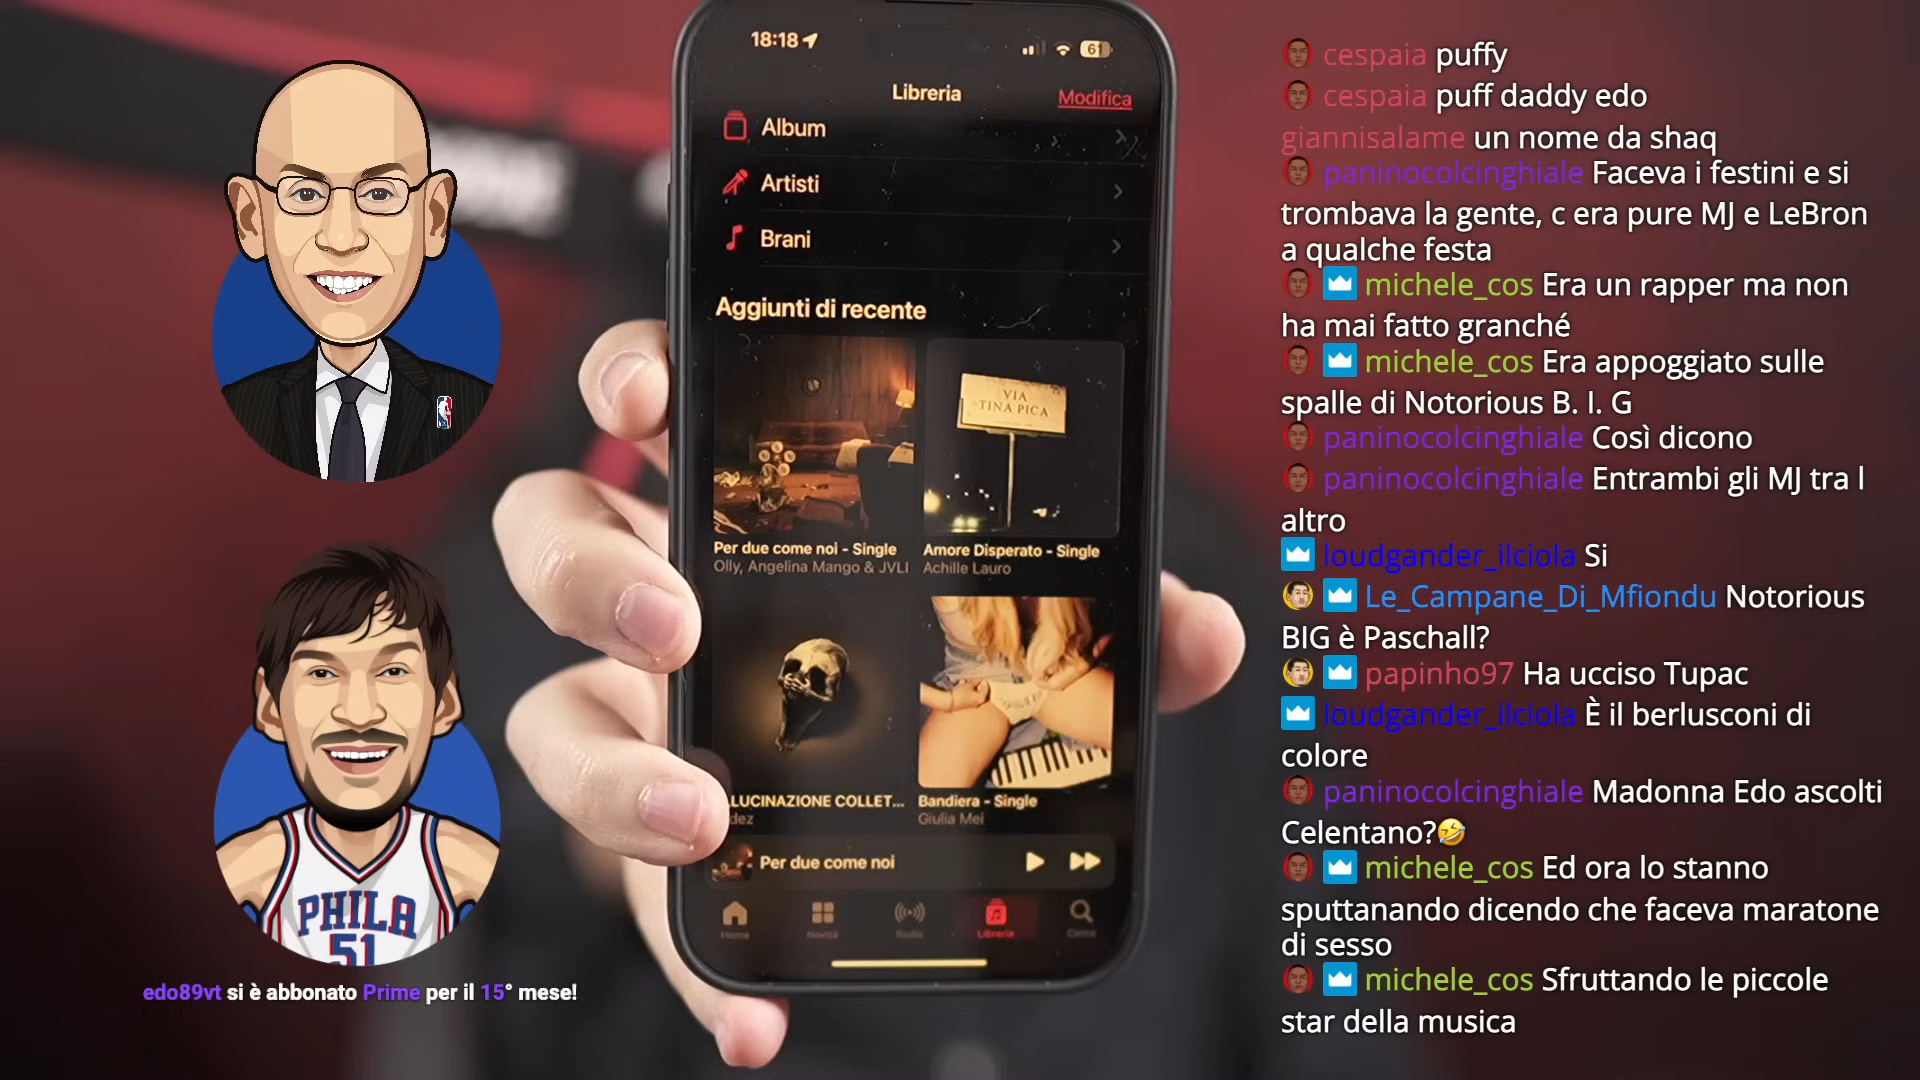 18:18
61
Libreria
Modifica
Album
Artisti
Brani
Aggiunti di recente
VIA
TINA PICA
Per due come noi - Single
Olly, Angelina Mango & JVLI
Amore Disperato - Single
Achille Lauro
LUCINAZIONE COLLET...
dez
Bandiera - Single
Giulia Mei
Per due come noi
Home
Novità
Radio
Libreria
Cerca
PHILA
51
edo89vt si è abbonato Prime per il 15° mese!
cespaia puffy
cespaia puff daddy edo
giannisalame un nome da shaq
paninocolcinghiale Faceva i festini e si
trombava la gente, c era pure MJ e LeBron
a qualche festa
michele_cos Era un rapper ma non
ha mai fatto granché
michele_cos Era appoggiato sulle
spalle di Notorious B. I. G
paninocolcinghiale Così dicono
paninocolcinghiale Entrambi gli MJ tra l
altro
loudgander_ilciola Si
Le_Campane_Di_Mfiondu Notorious
BIG è Paschall?
papinho97 Ha ucciso Tupac
loudgander_ilciola È il berlusconi di
colore
paninocolcinghiale Madonna Edo ascolti
Celentano?🤣
michele_cos Ed ora lo stanno
sputtanando dicendo che faceva maratone
di sesso
michele_cos Sfruttando le piccole
star della musica